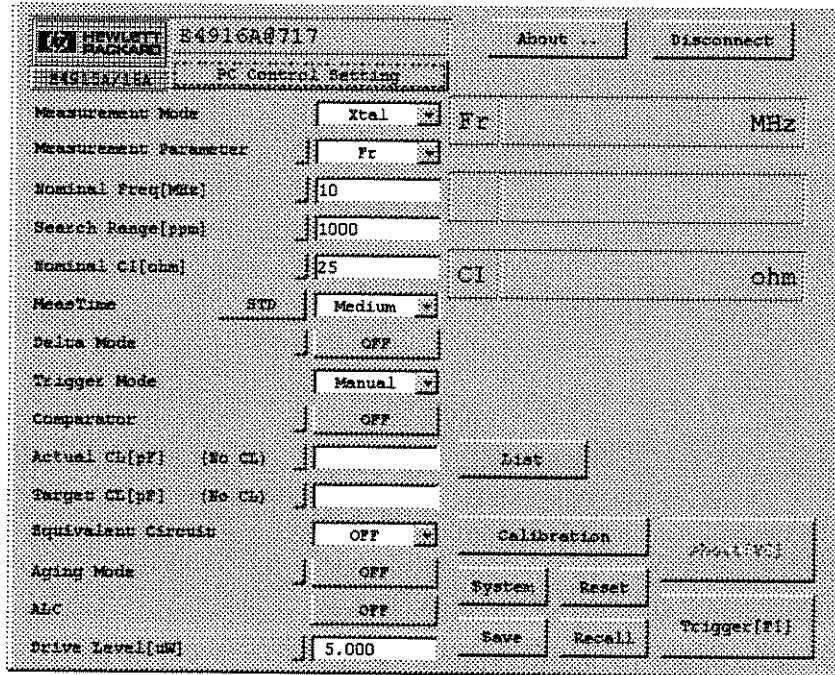 hp HEWLETT PACKARD E4916A@717 About .. Disconnect
E4915A/16A PC Control Setting
Measurement Mode Xtal Fr MHz
Measurement Parameter Fr
Nominal Freq[MHz] 10
Search Range[ppm] 1000
Nominal CI[ohm] 25 CI ohm
MeasTime STD Medium
Delta Mode OFF
Trigger Mode Manual
Comparator OFF
Actual CL[pF] (No CL) List
Target CL[pF] (No CL)
Equivalent Circuit OFF Calibration
Aging Mode OFF System Reset
ALC OFF Save Recall Trigger[F1]
Drive Level[uW] 5.000